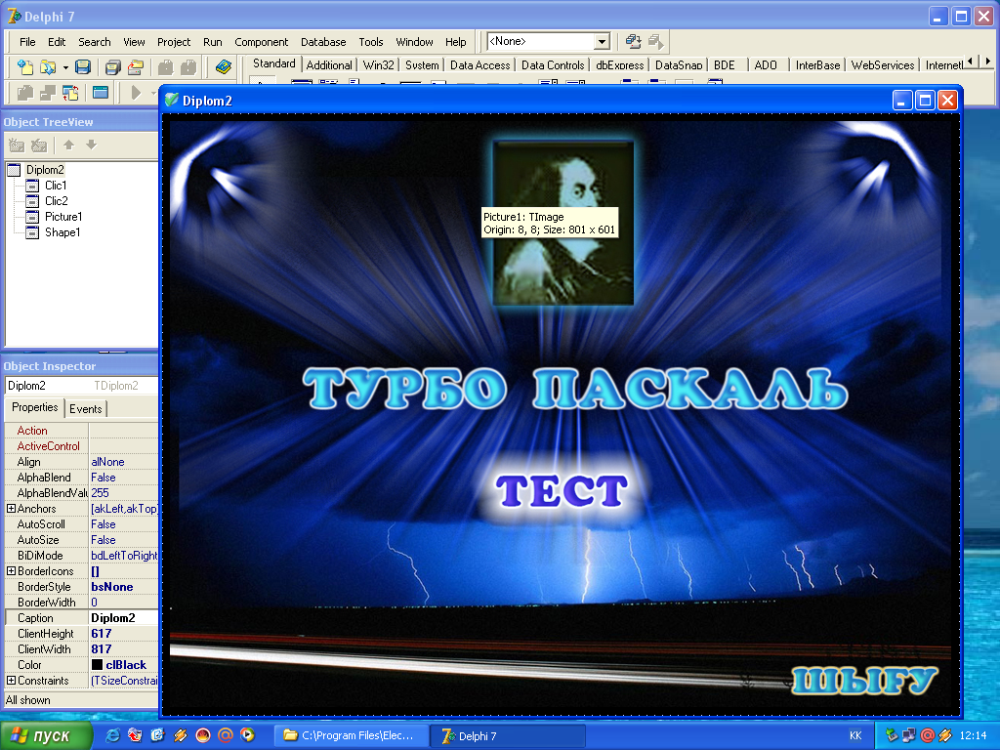 Delphi 7
File Edit Search View Project Run Component Database Tools Window Help <None>
Standard Additional Win32 System Data Access Data Controls dbExpress DataSnap BDE ADO InterBase WebServices Internet
Diplom2
Object TreeView
Diplom2
Clic1
Clic2
Picture1
Shape1
Picture1: TImage
Origin: 8, 8; Size: 801 x 601
ТУРБО ПАСКАЛЬ
ТЕСТ
ШЫҒУ
Object Inspector
Diplom2 TDiplom2
Properties Events
Action
ActiveControl
Align alNone
AlphaBlend False
AlphaBlendValu 255
Anchors [akLeft,akTop,
AutoScroll False
AutoSize False
BiDiMode bdLeftToRight
BorderIcons []
BorderStyle bsNone
BorderWidth 0
Caption Diplom2
ClientHeight 617
ClientWidth 817
Color clBlack
Constraints (TSizeConstrai
All shown
пуск C:\Program Files\Elec... Delphi 7 KK 12:14